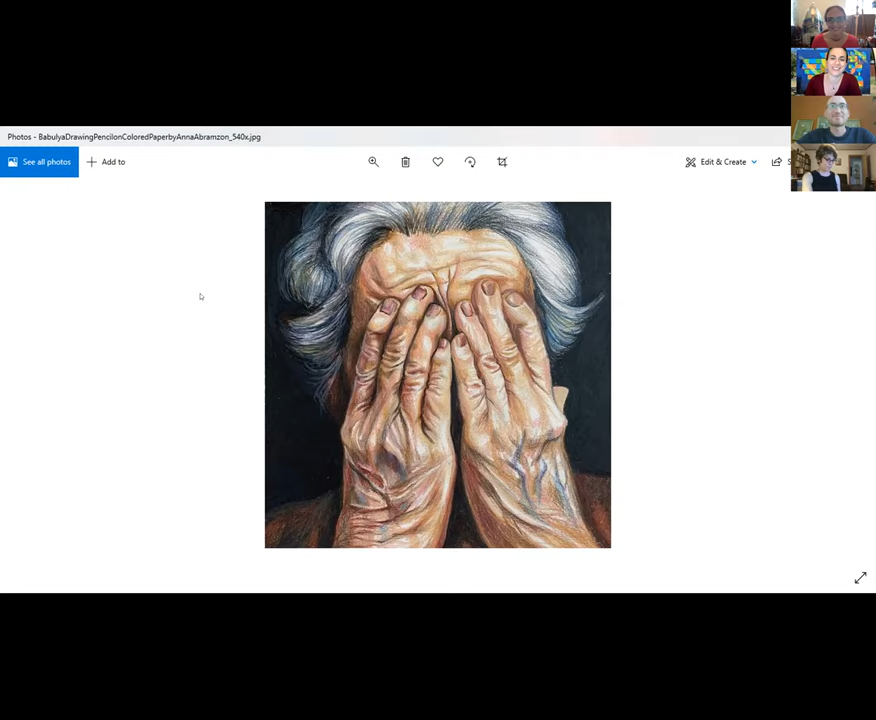 Photos - BabulyaDrawingPencilonColoredPaperbyAnnaAbramzon_540x.jpg
See all photos
Add to
Edit & Create
S